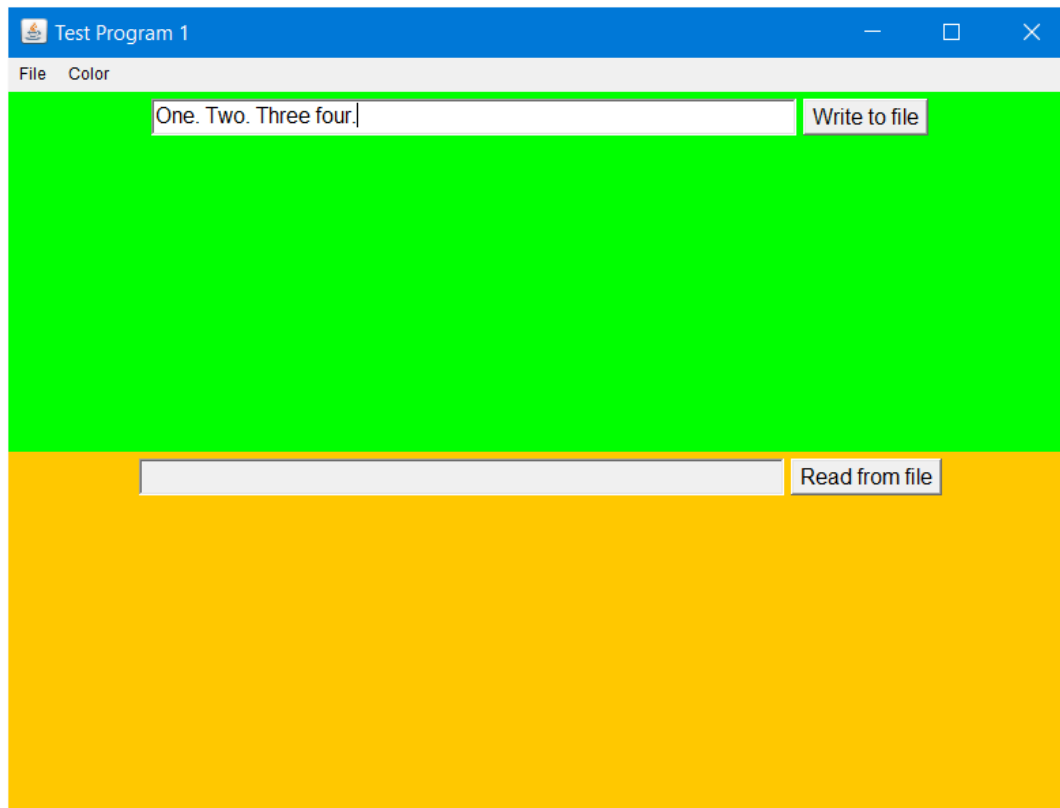 Test Program 1
File Color
One. Two. Three four.
Write to file
Read from file